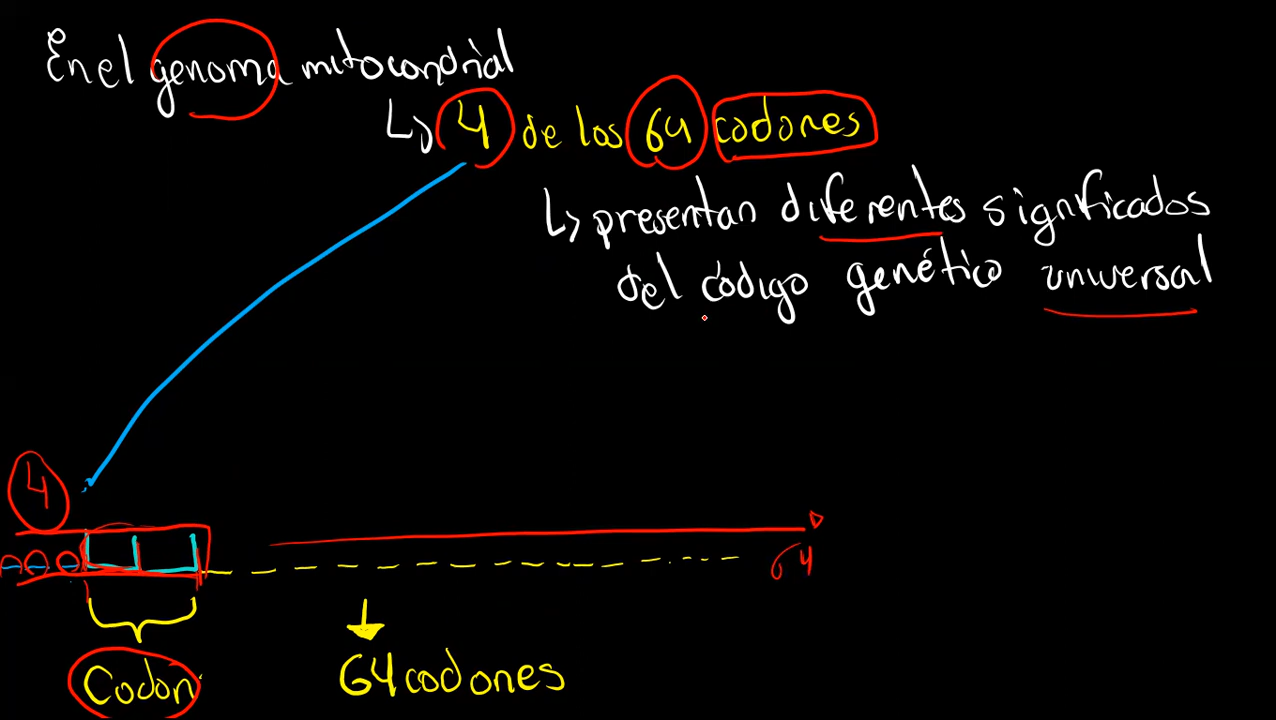 En el genoma mitocondrial
↳ 4 de los 64 codones
↳ presentan diferentes significados
del código genético universal
4
64
Codon
64 codones